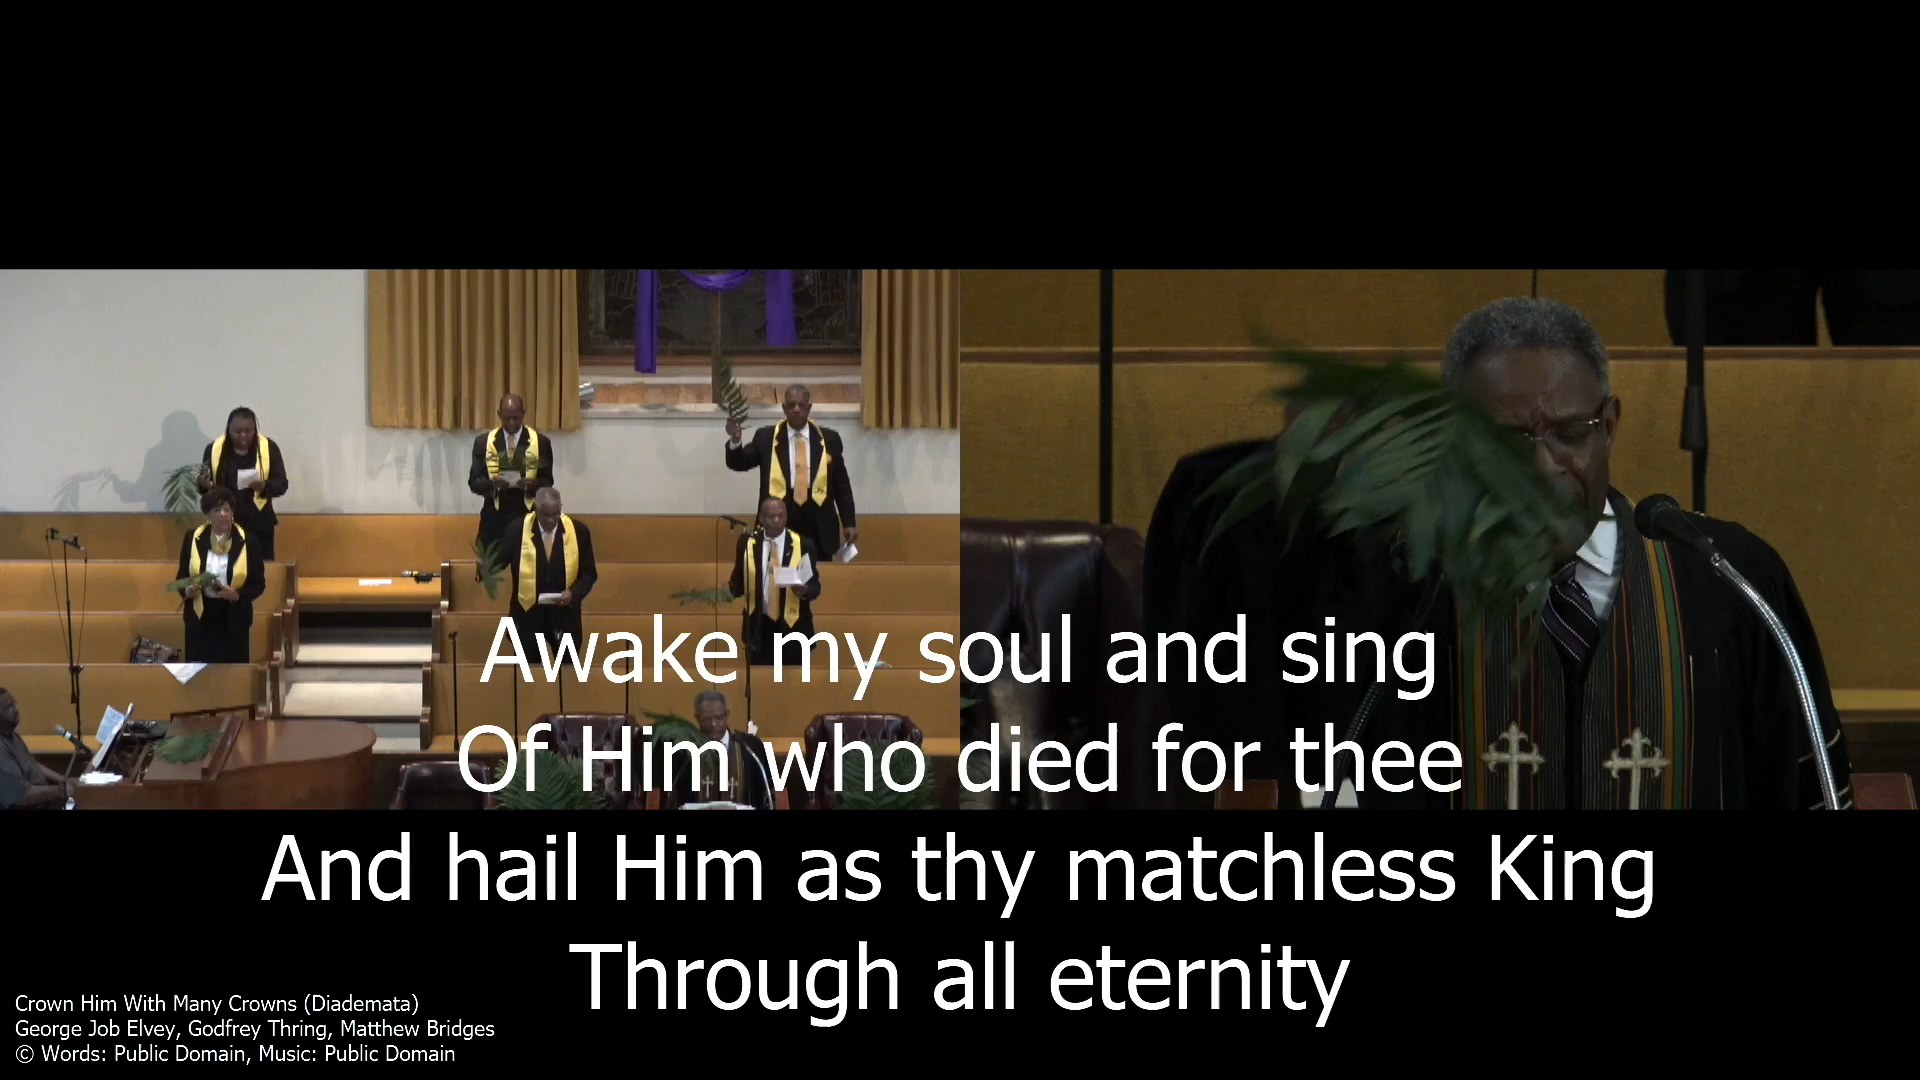 Awake my soul and sing
Of Him who died for thee
And hail Him as thy matchless King
Through all eternity
Crown Him With Many Crowns (Diademata)
George Job Elvey, Godfrey Thring, Matthew Bridges
© Words: Public Domain, Music: Public Domain